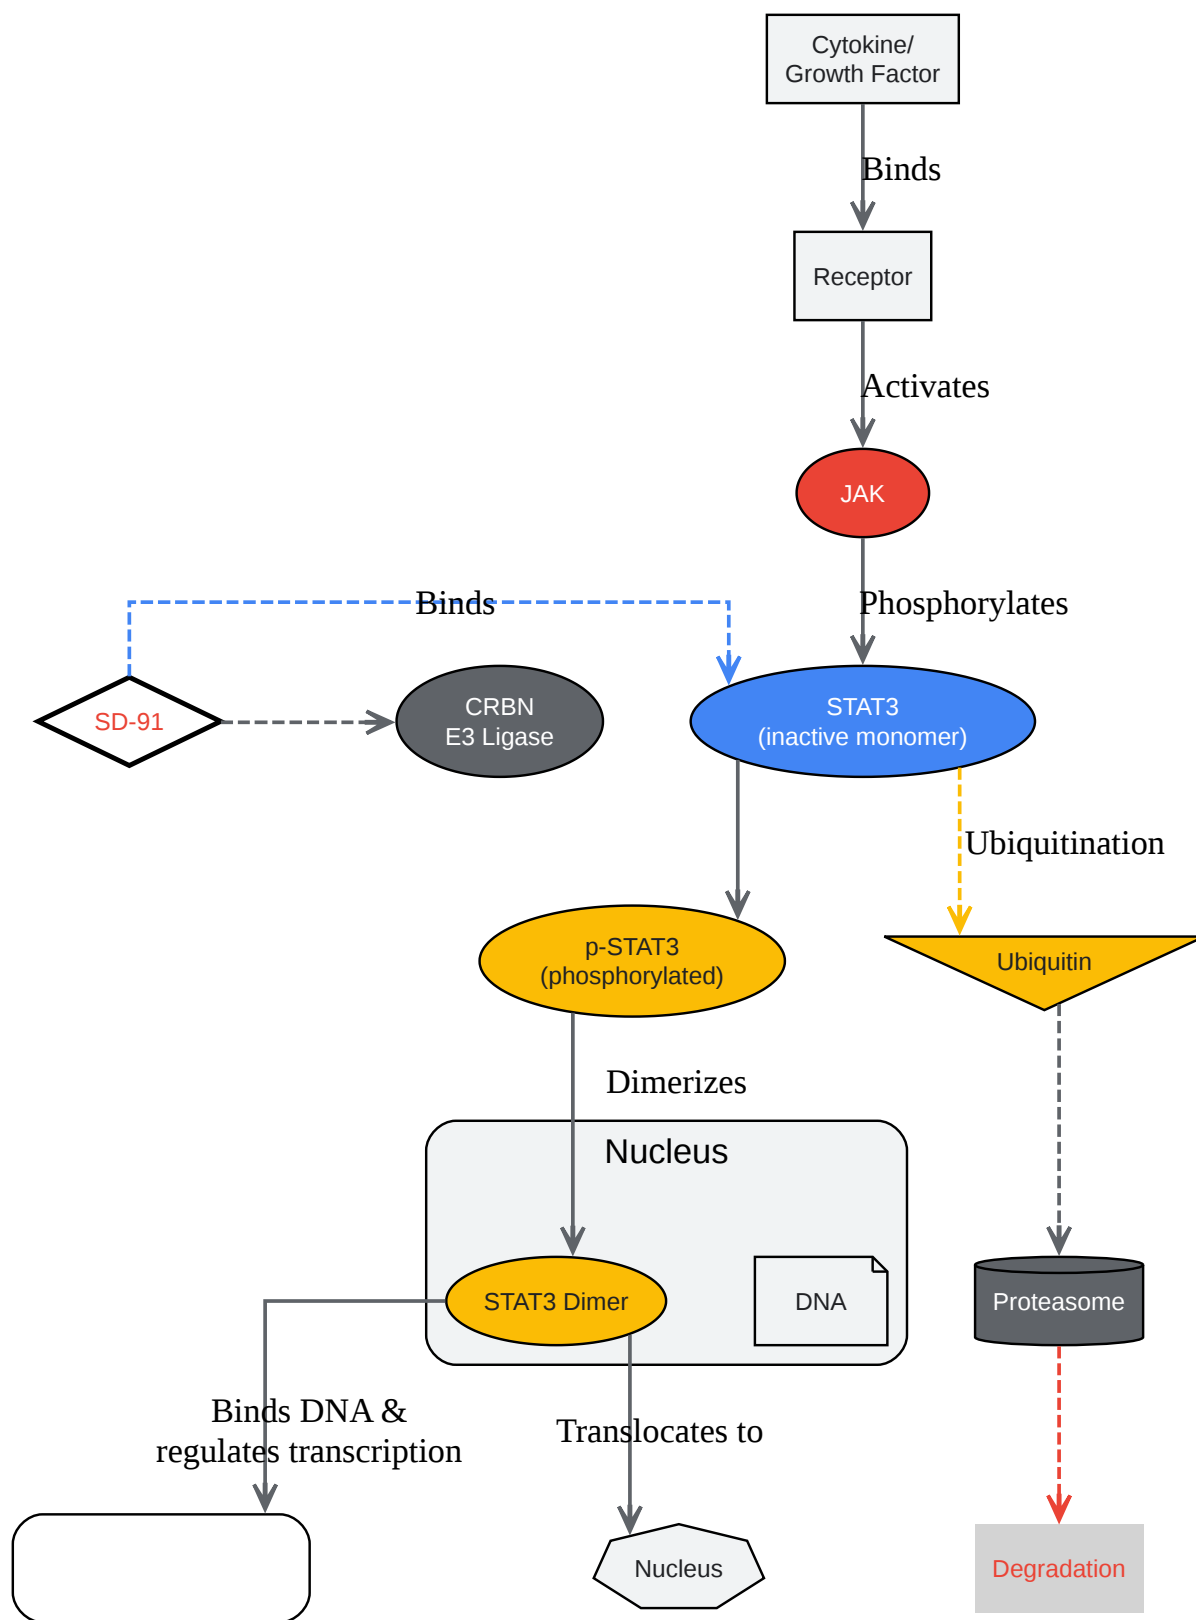 Cytokine/
Growth Factor
Binds
Receptor
Activates
JAK
Binds
Phosphorylates
SD-91
CRBN
E3 Ligase
STAT3
(inactive monomer)
Ubiquitination
p-STAT3
(phosphorylated)
Ubiquitin
Dimerizes
Nucleus
STAT3 Dimer
DNA
Proteasome
Binds DNA &
regulates transcription
Translocates to
Nucleus
Degradation